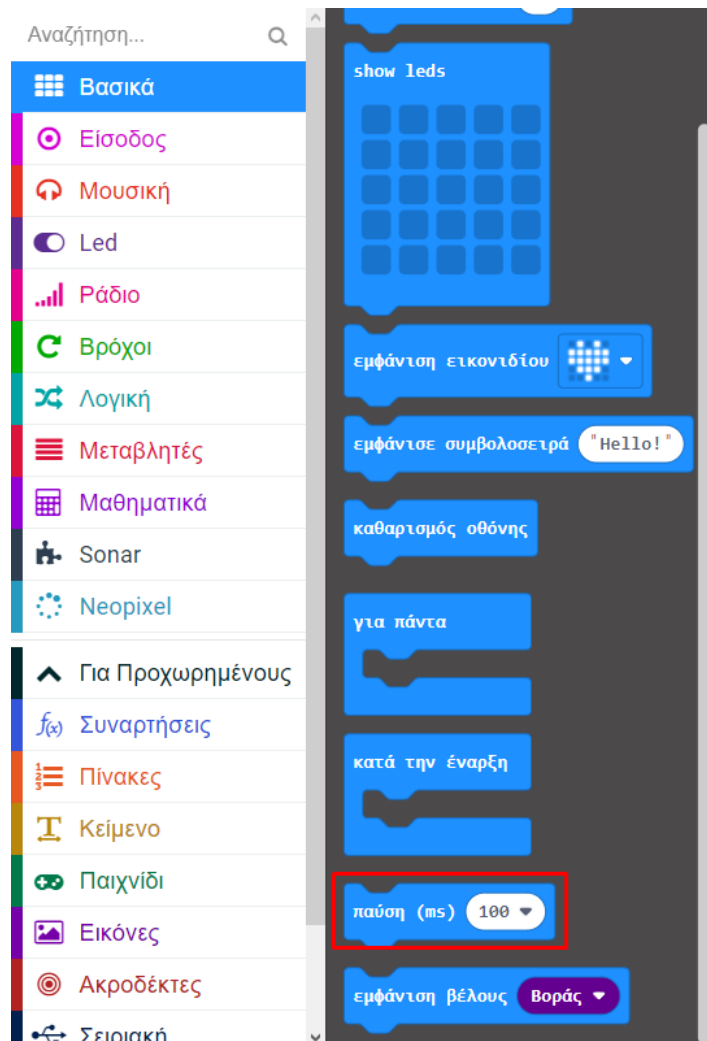 Αναζήτηση...
Βασικά
Είσοδος
Μουσική
Led
Ράδιο
Βρόχοι
Λογική
Μεταβλητές
Μαθηματικά
Sonar
Neopixel
Για Προχωρημένους
f(x) Συναρτήσεις
Πίνακες
Κείμενο
Παιχνίδι
Εικόνες
Ακροδέκτες
Σειριακή
show leds
εμφάνιση εικονιδίου
εμφάνισε συμβολοσειρά "Hello!"
καθαρισμός οθόνης
για πάντα
κατά την έναρξη
παύση (ms) 100
εμφάνιση βέλους Βοράς